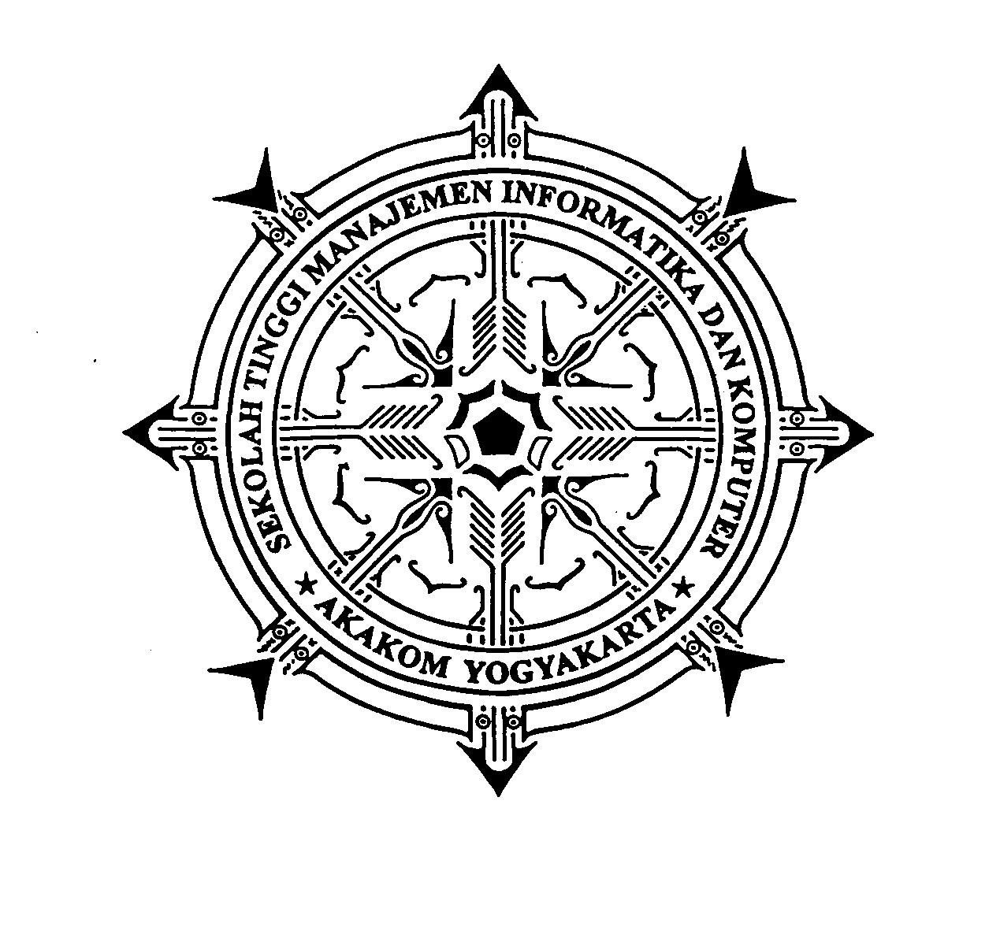 SEKOLAH TINGGI MANAJEMEN INFORMATIKA DAN KOMPUTER
★ AKAKOM YOGYAKARTA ★